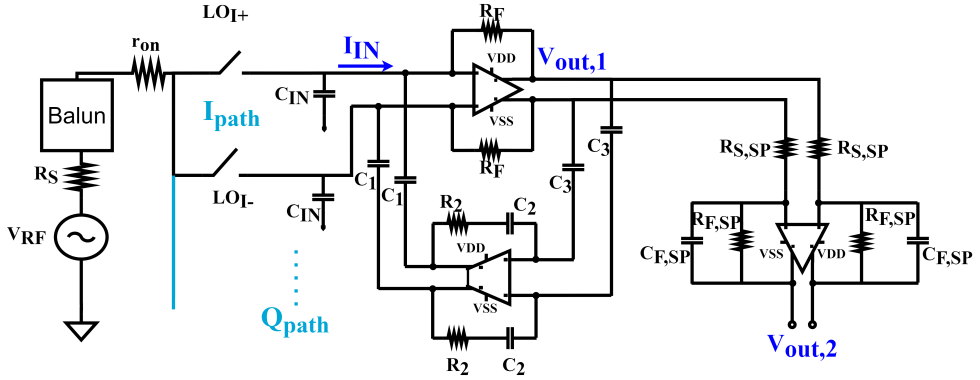 LOI+
ron
IIN
RF
VDD
Vout,1
Balun
CIN
Ipath
VSS
RF
RS
LOI-
CIN
C1
C1
C3
C3
RS,SP
RS,SP
VRF
R2
C2
VDD
VSS
R2
C2
CF,SP
RF,SP
VSS
VDD
RF,SP
CF,SP
Qpath
Vout,2